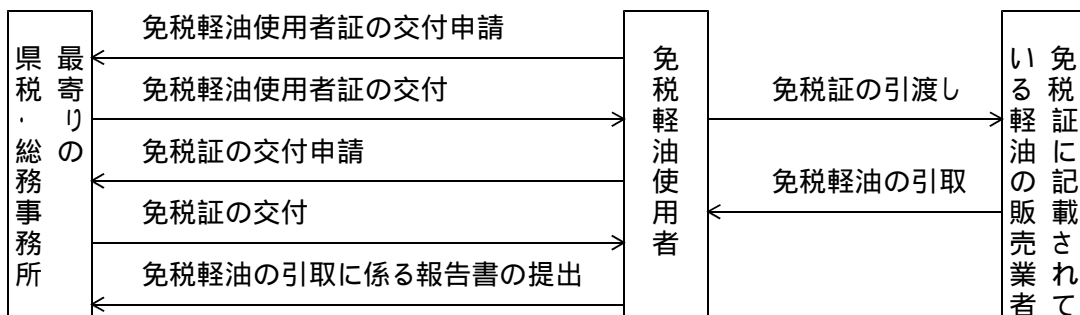 最寄りの
県税・総務事務所
免税軽油使用者証の交付申請
免税軽油使用者証の交付
免税証の交付申請
免税証の交付
免税軽油の引取に係る報告書の提出
免税軽油使用者
免税証の引渡し
免税軽油の引取
免税証に記載されて
いる軽油の販売業者